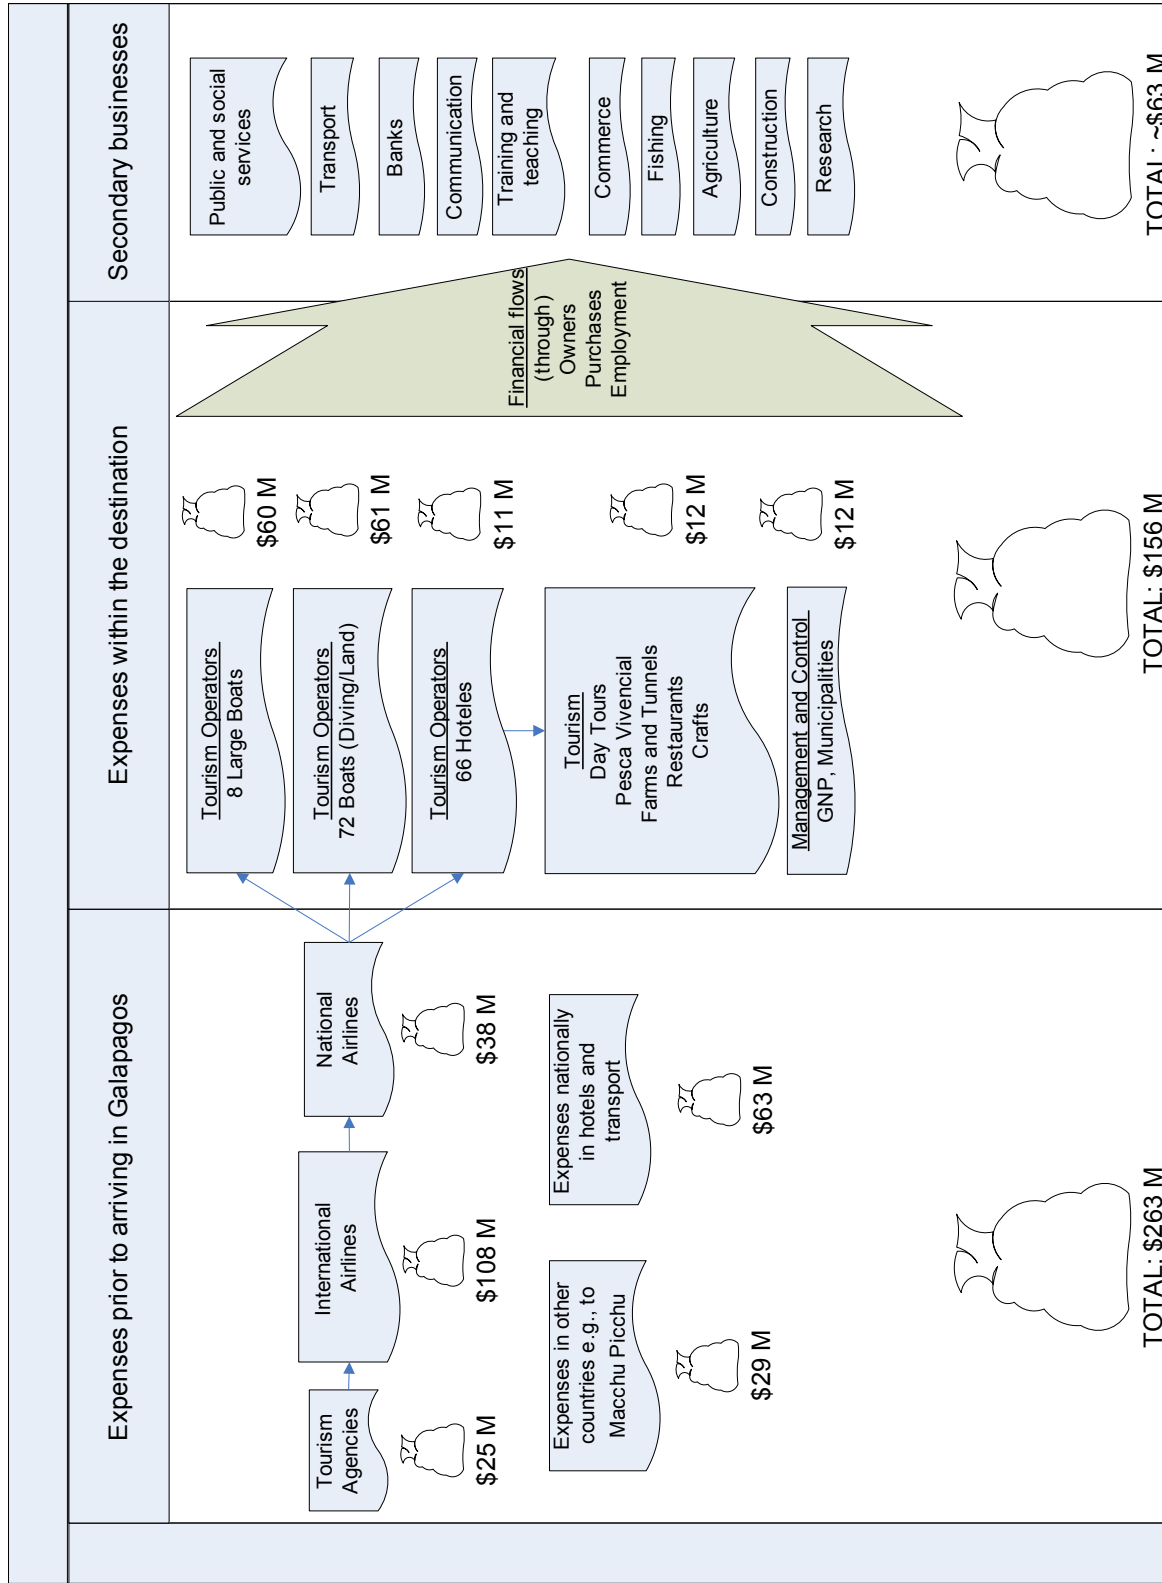 Expenses prior to arriving in Galapagos
Expenses within the destination
Secondary businesses
Tourism
Agencies
$25 M
International
Airlines
$108 M
National
Airlines
$38 M
Expenses in other
countries e.g., to
Macchu Picchu
$29 M
Expenses nationally
in hotels and
transport
$63 M
TOTAL: $263 M
Tourism Operators
8 Large Boats
$60 M
Tourism Operators
72 Boats (Diving/Land)
$61 M
Tourism Operators
66 Hoteles
$11 M
Tourism
Day Tours
Pesca Vivencial
Farms and Tunnels
Restaurants
Crafts
$12 M
Management and Control
GNP, Municipalities
$12 M
TOTAL: $156 M
Financial flows
(through)
Owners
Purchases
Employment
Public and social
services
Transport
Banks
Communication
Training and
teaching
Commerce
Fishing
Agriculture
Construction
Research
TOTAL: ~$63 M